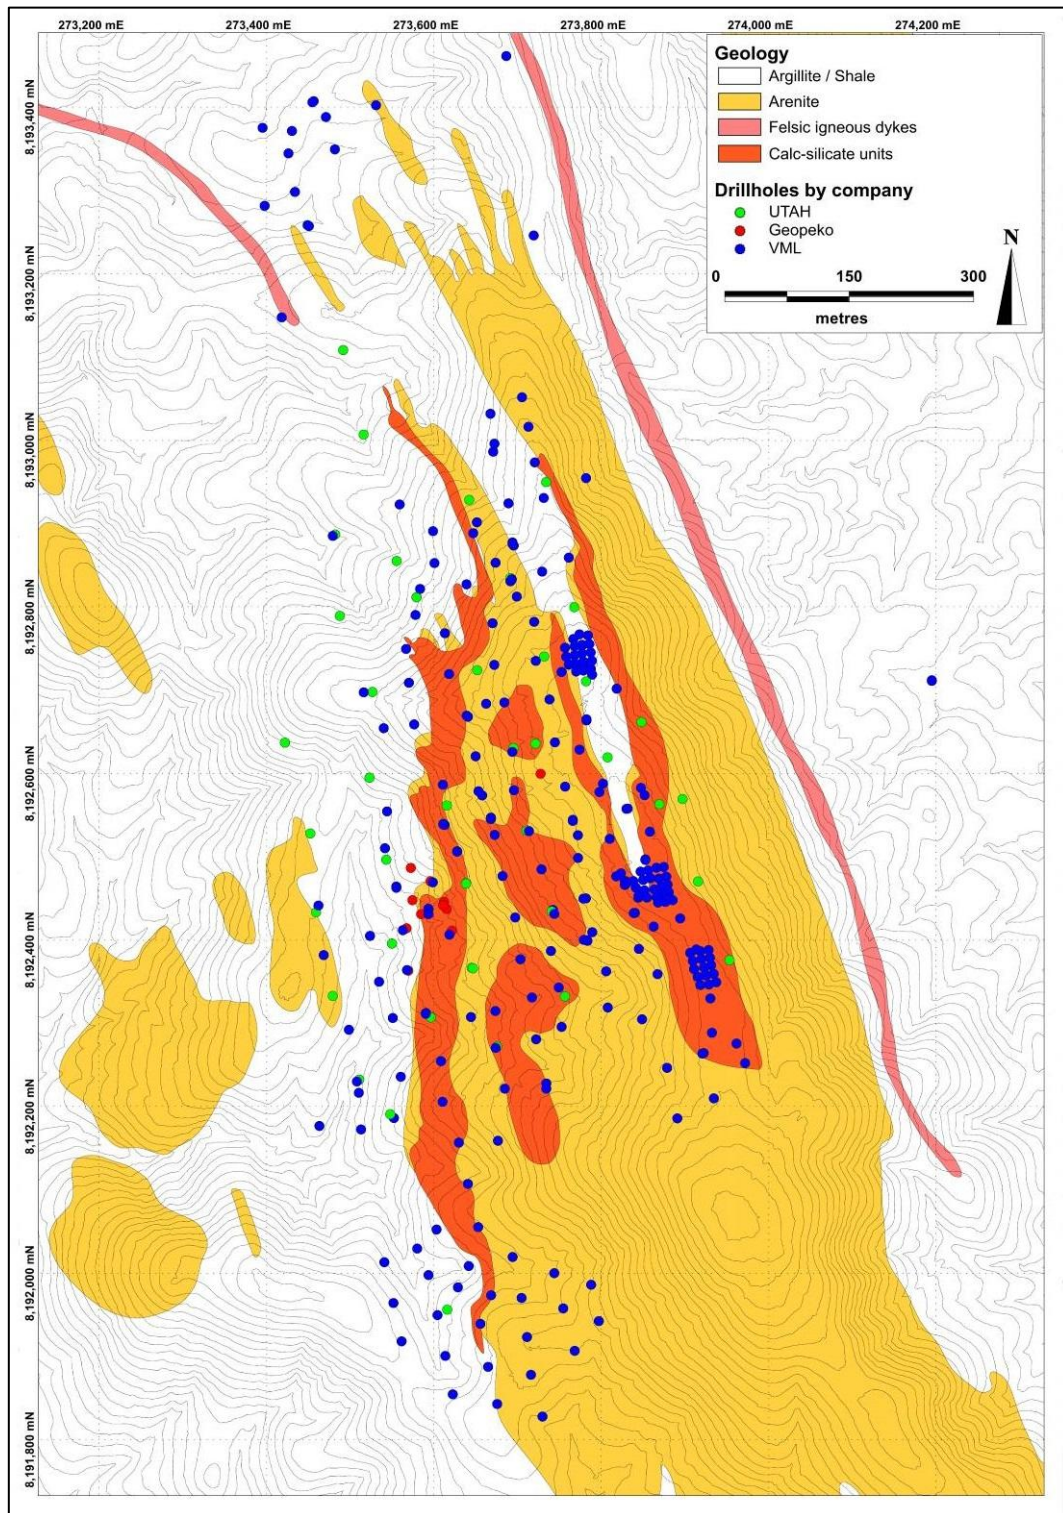 273,200 mE
273,400 mE
273,600 mE
273,800 mE
274,000 mE
274,200 mE
Geology
Argillite / Shale
Arenite
Felsic igneous dykes
Calc-silicate units
Drillholes by company
UTAH
Geopeko
VML
N
0
150
300
metres
8,193,400 mN
8,193,200 mN
8,193,000 mN
8,192,800 mN
8,192,600 mN
8,192,400 mN
8,192,200 mN
8,192,000 mN
8,191,800 mN